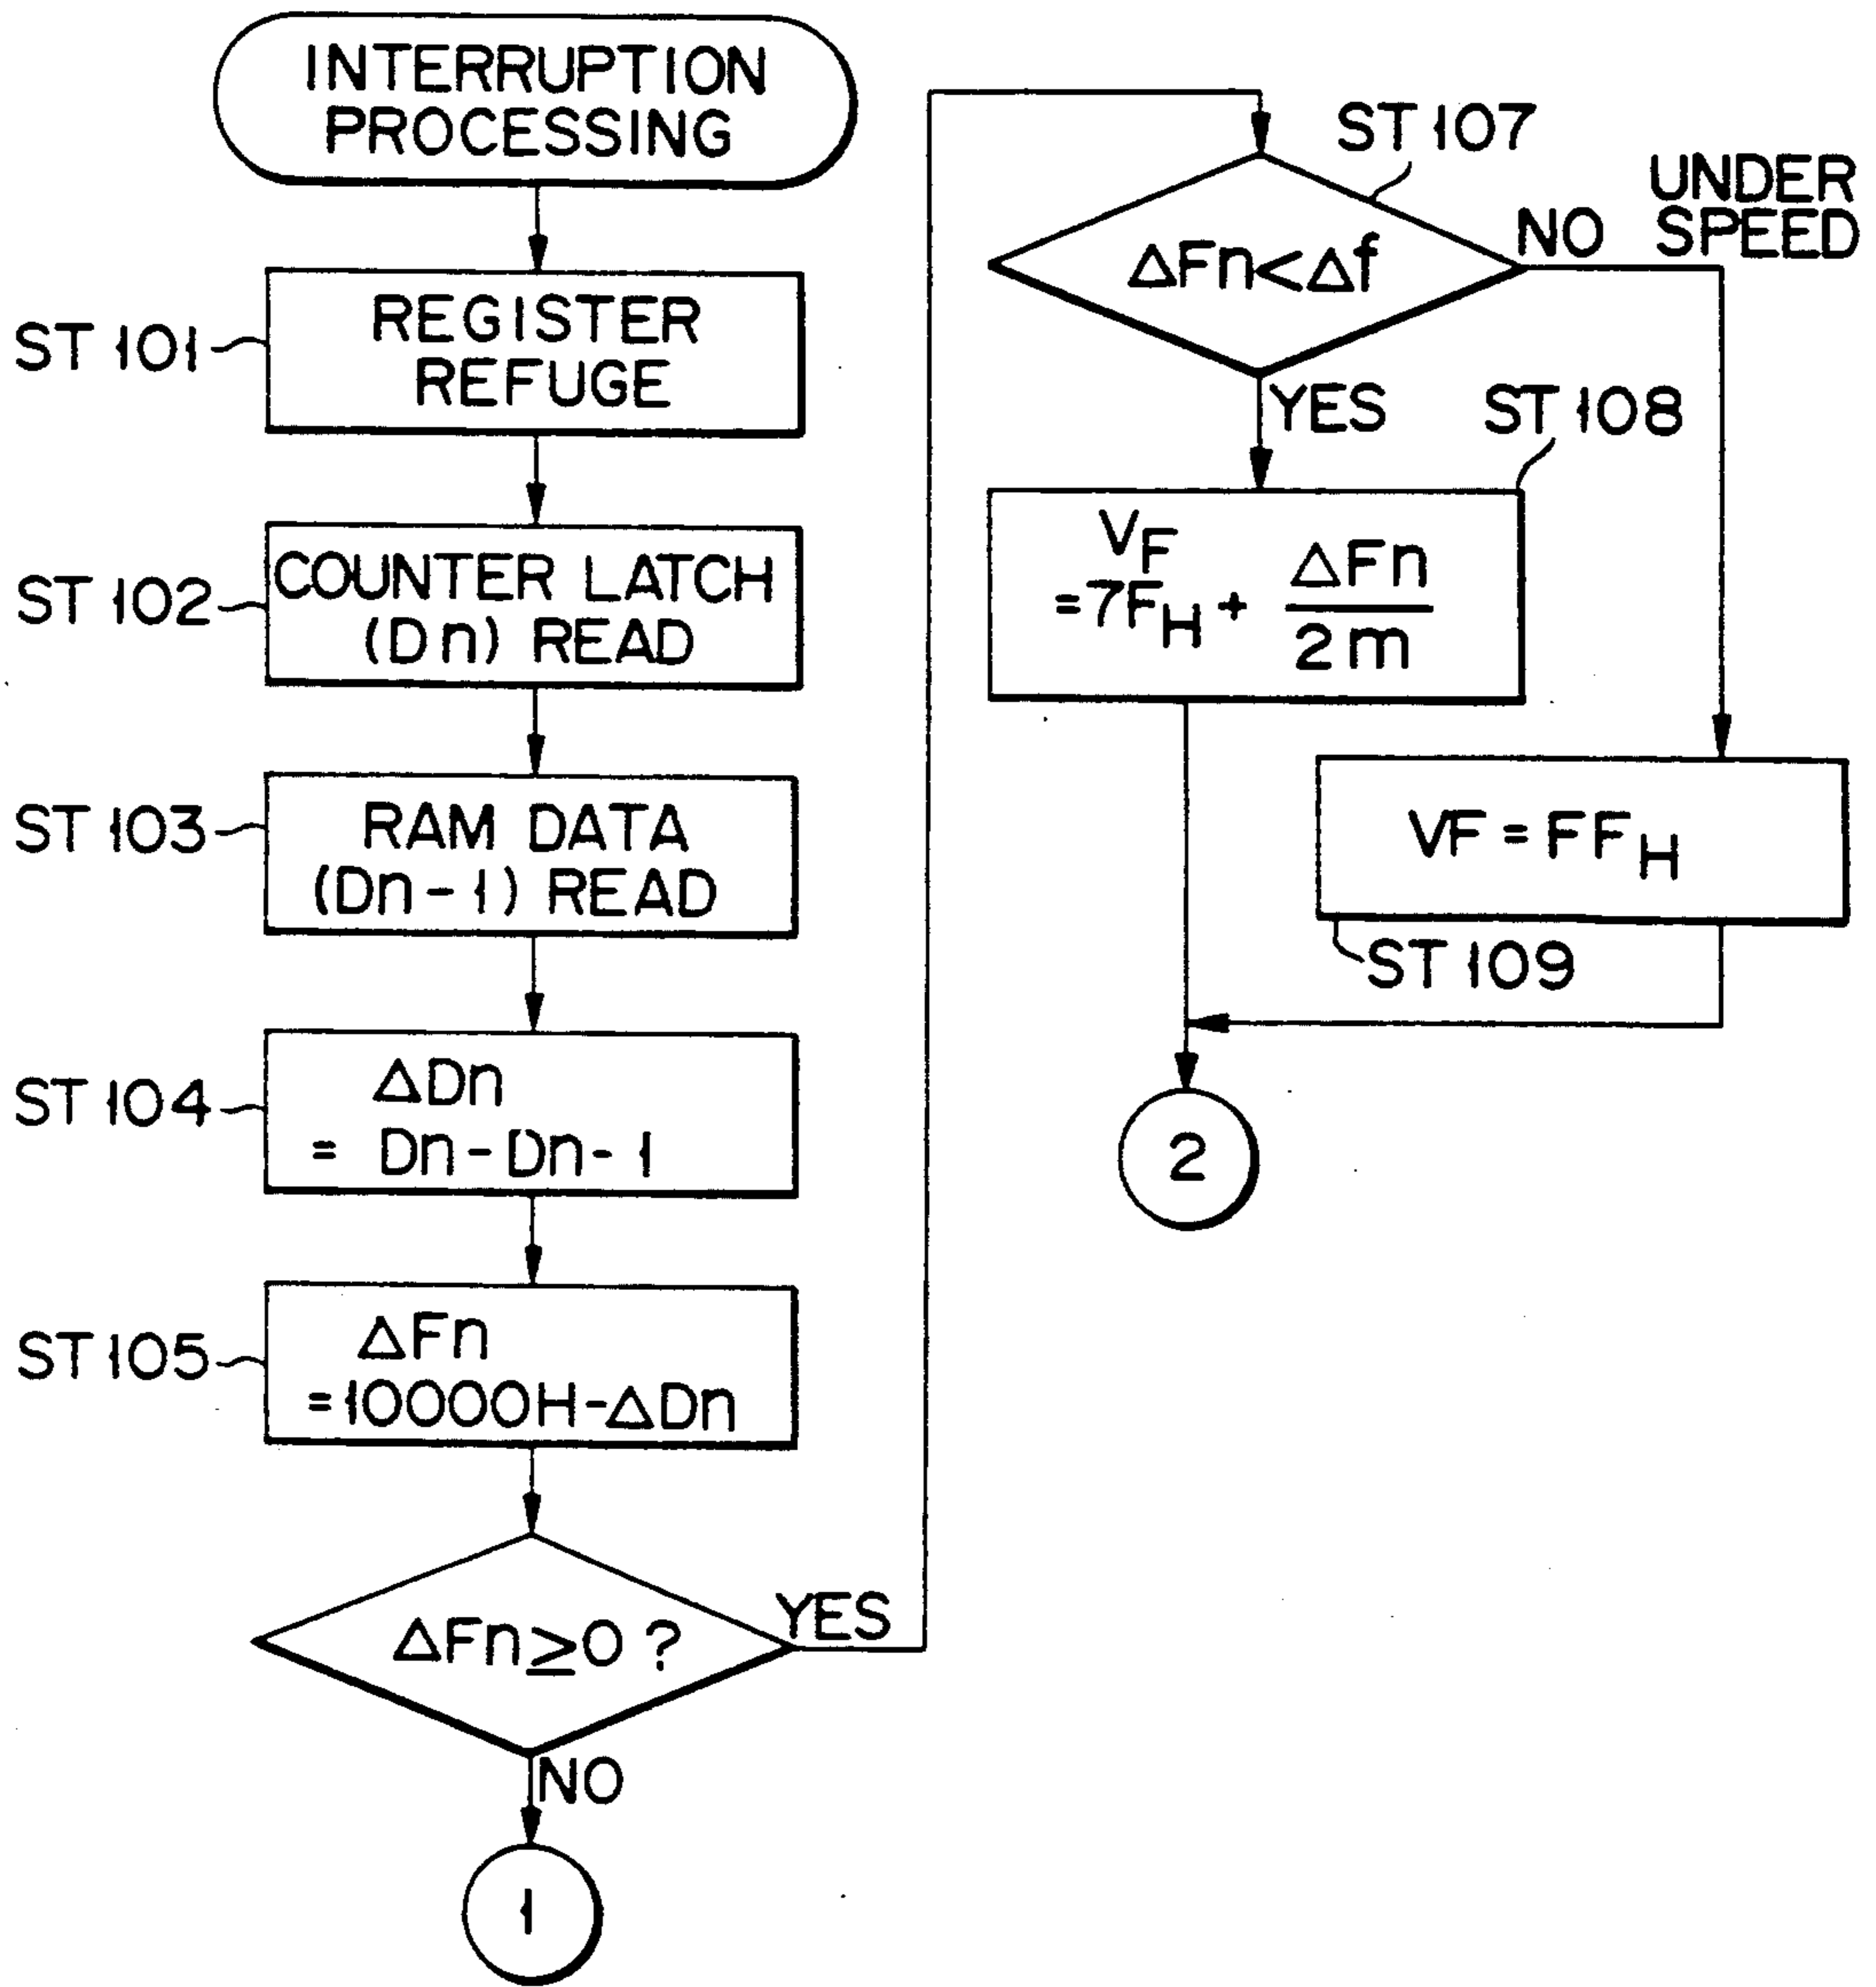 INTERRUPTION
PROCESSING
ST 101
REGISTER
REFUGE
ST 102
COUNTER LATCH
(Dn) READ
ST 103
RAM DATA
(Dn-1) READ
ST 104
ΔDn
= Dn-Dn-1
ST 105
ΔFn
=10000H-ΔDn
ΔFn≥0 ?
YES
NO
1
ST 107
ΔFn<Δf
NO
UNDER
SPEED
YES
ST 108
VF
=7FH+ ΔFn
2m
VF = FFH
ST 109
2